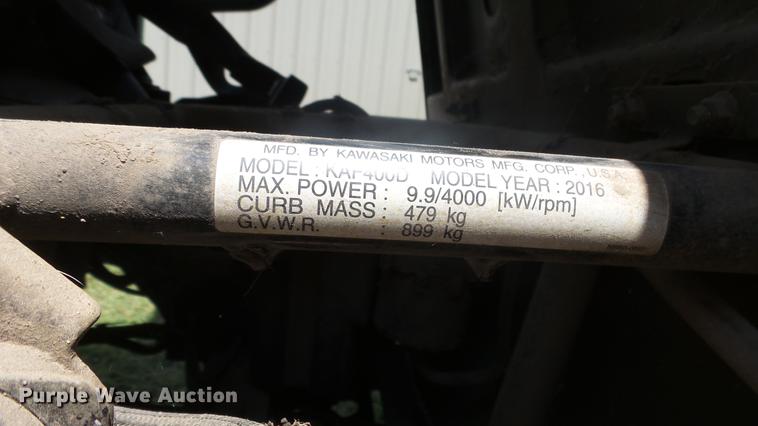 MFD. BY KAWASAKI MOTORS MFG. CORP., U.S.A.
MODEL : KAF400D MODEL YEAR : 2016
MAX. POWER : 9.9/4000 [kW/rpm]
CURB MASS : 479 kg
G.V.W.R. : 899 kg
Purple Wave Auction